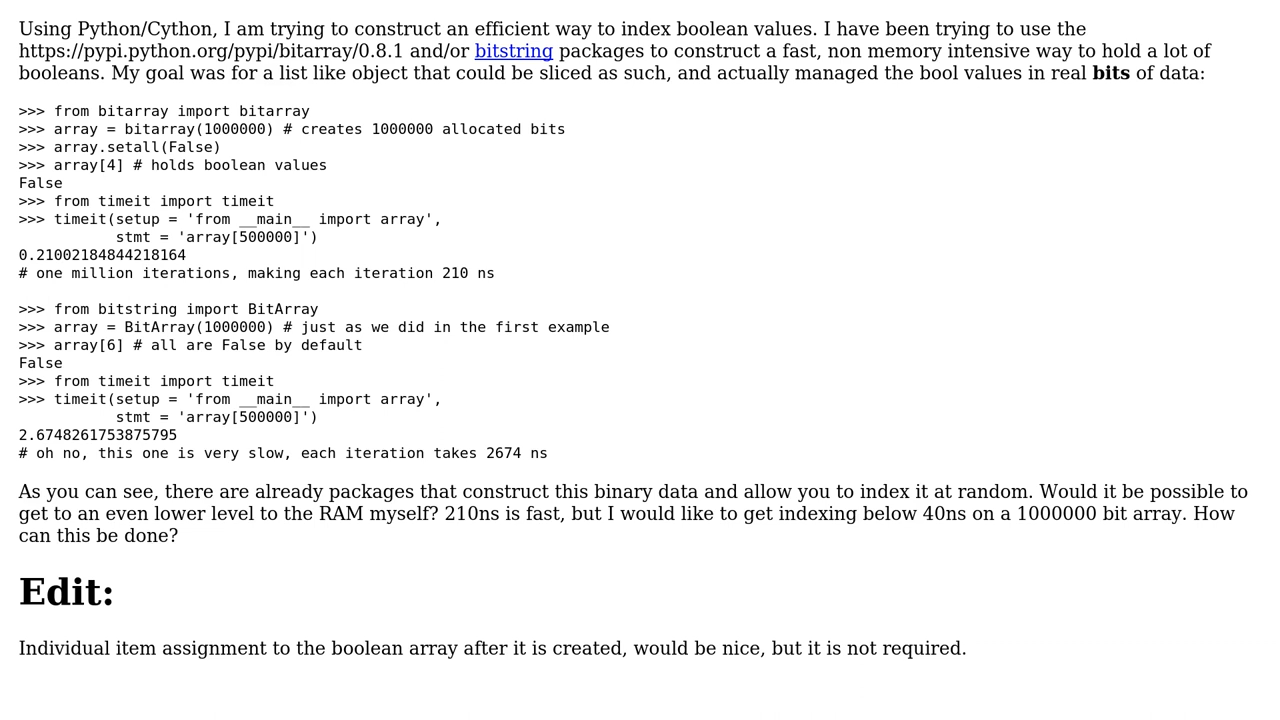 Using Python/Cython, I am trying to construct an efficient way to index boolean values. I have been trying to use the
https://pypi.python.org/pypi/bitarray/0.8.1 and/or bitstring packages to construct a fast, non memory intensive way to hold a lot of
booleans. My goal was for a list like object that could be sliced as such, and actually managed the bool values in real bits of data:
>>> from bitarray import bitarray
>>> array = bitarray(1000000) # creates 1000000 allocated bits
>>> array.setall(False)
>>> array[4] # holds boolean values
False
>>> from timeit import timeit
>>> timeit(setup = 'from __main__ import array',
           stmt = 'array[500000]')
0.21002184844218164
# one million iterations, making each iteration 210 ns
>>> from bitstring import BitArray
>>> array = BitArray(1000000) # just as we did in the first example
>>> array[6] # all are False by default
False
>>> from timeit import timeit
>>> timeit(setup = 'from __main__ import array',
           stmt = 'array[500000]')
2.6748261753875795
# oh no, this one is very slow, each iteration takes 2674 ns
As you can see, there are already packages that construct this binary data and allow you to index it at random. Would it be possible to
get to an even lower level to the RAM myself? 210ns is fast, but I would like to get indexing below 40ns on a 1000000 bit array. How
can this be done?
Edit:
Individual item assignment to the boolean array after it is created, would be nice, but it is not required.